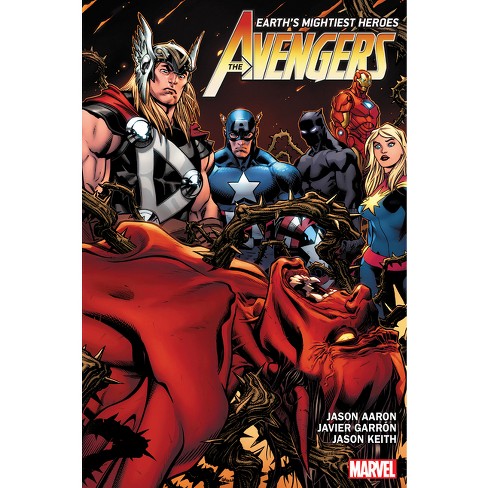 EARTH'S MIGHTIEST HEROES
THE AVENGERS
JASON AARON
JAVIER GARRÓN
JASON KEITH
MARVEL